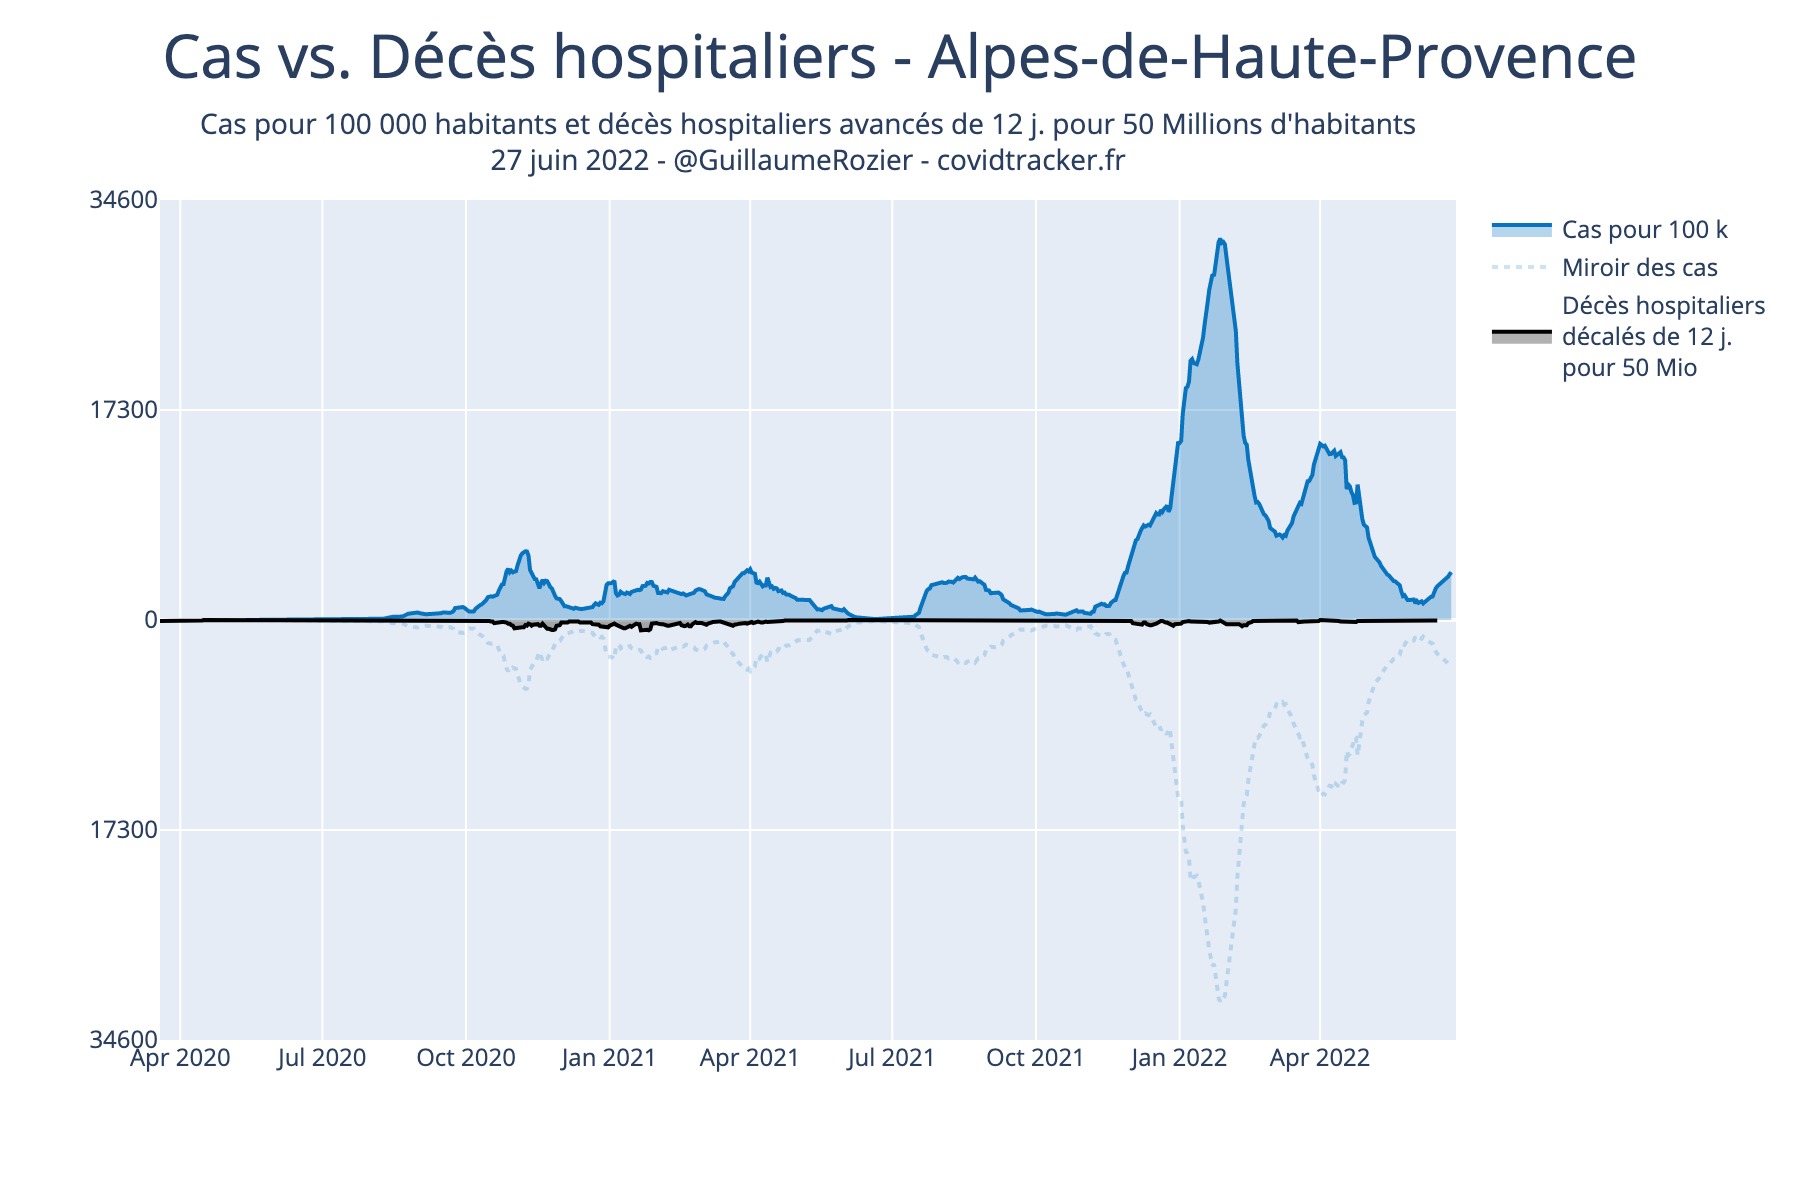 Cas vs. Décès hospitaliers - Alpes-de-Haute-Provence
Cas pour 100 000 habitants et décès hospitaliers avancés de 12 j. pour 50 Millions d'habitants
27 juin 2022 - @GuillaumeRozier - covidtracker.fr
34600
17300
0
17300
34600
Apr 2020
Jul 2020
Oct 2020
Jan 2021
Apr 2021
Jul 2021
Oct 2021
Jan 2022
Apr 2022
Cas pour 100 k
Miroir des cas
Décès hospitaliers
décalés de 12 j.
pour 50 Mio